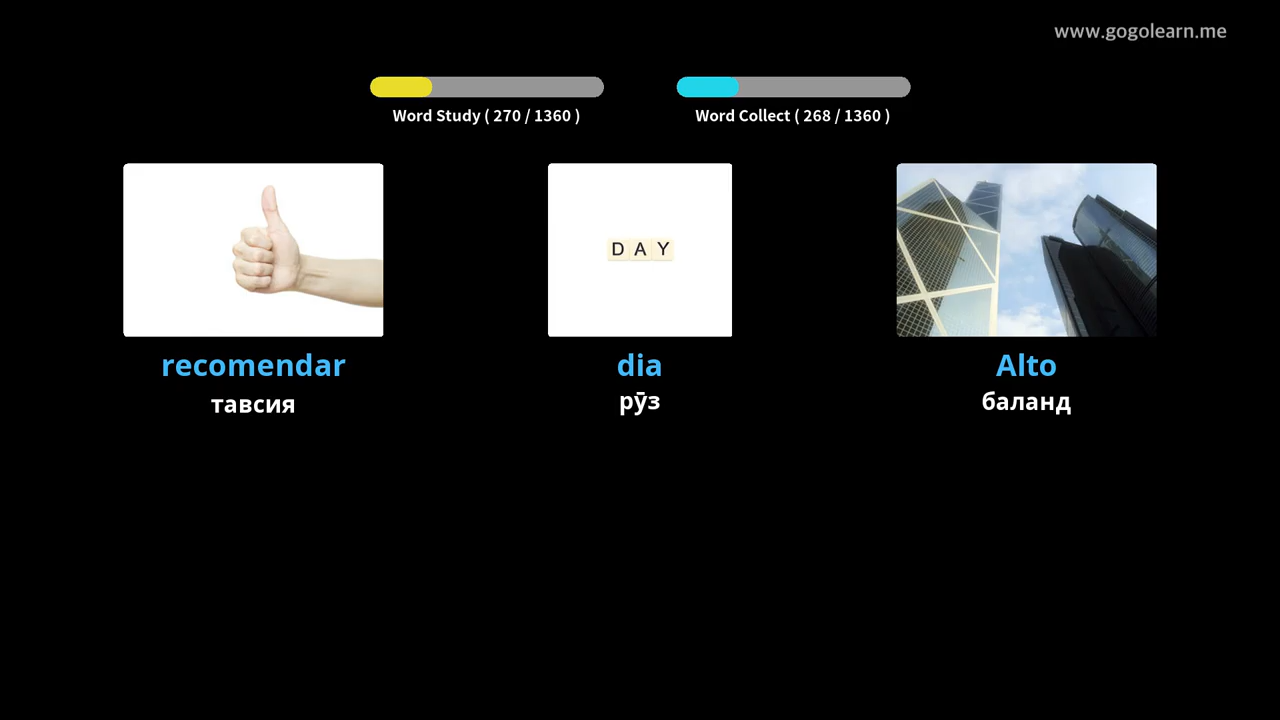 www.gogolearn.me
Word Study ( 270 / 1360 )
Word Collect ( 268 / 1360 )
DAY
recomendar
dia
Alto
тавсия
рӯз
баланд